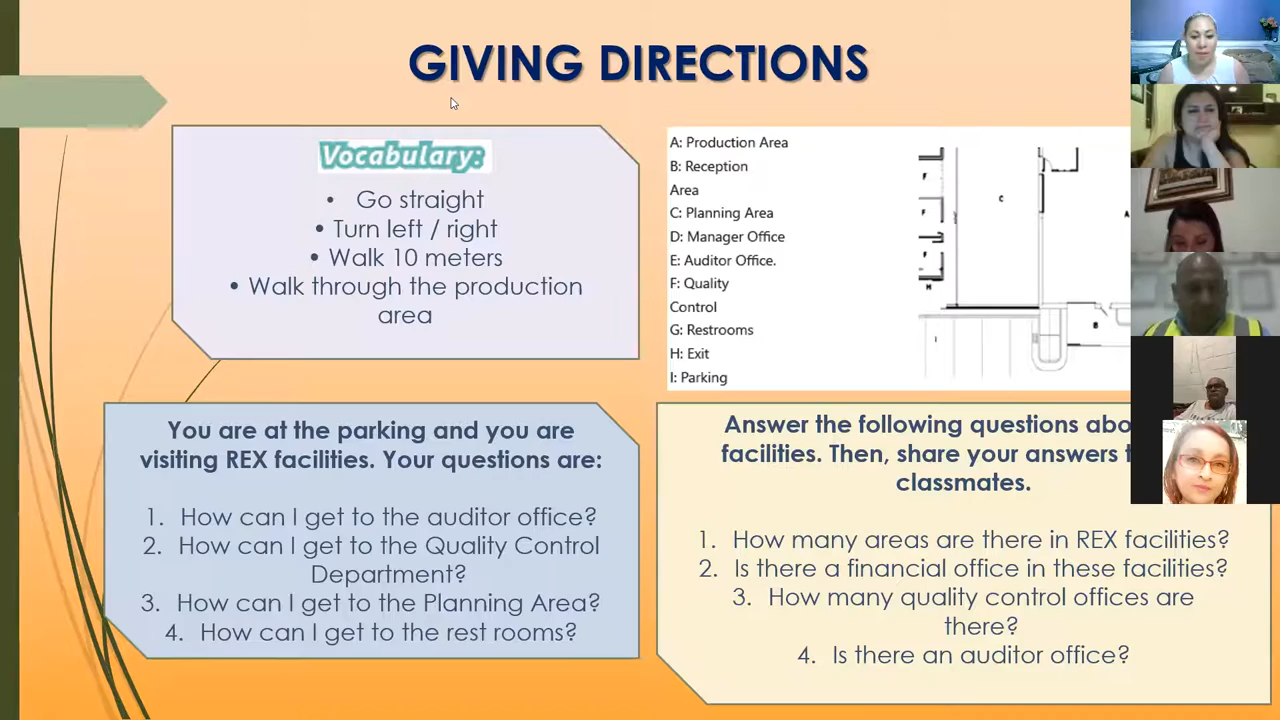 GIVING DIRECTIONS
Vocabulary:
• Go straight
• Turn left / right
• Walk 10 meters
• Walk through the production
area
A: Production Area
B: Reception
Area
C: Planning Area
D: Manager Office
E: Auditor Office.
F: Quality
Control
G: Restrooms
H: Exit
I: Parking
F
F
F
H
C
A
B
I
You are at the parking and you are
visiting REX facilities. Your questions are:
1. How can I get to the auditor office?
2. How can I get to the Quality Control
Department?
3. How can I get to the Planning Area?
4. How can I get to the rest rooms?
Answer the following questions abo
facilities. Then, share your answers t
classmates.
1. How many areas are there in REX facilities?
2. Is there a financial office in these facilities?
3. How many quality control offices are
there?
4. Is there an auditor office?